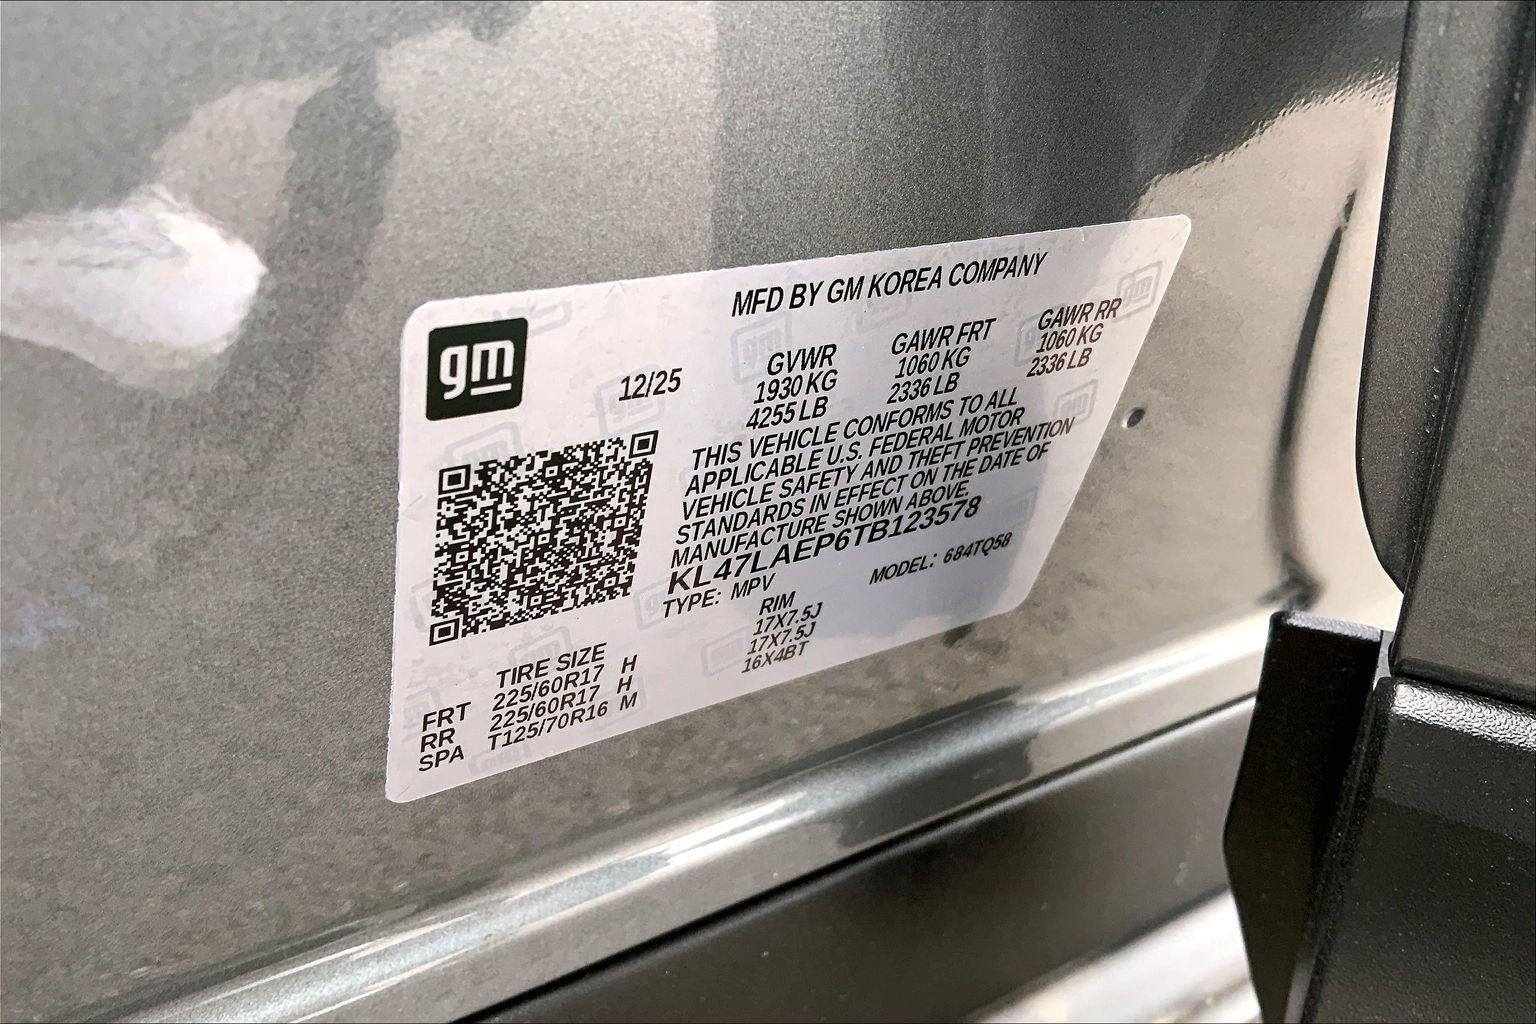 gm
MFD BY GM KOREA COMPANY
12/25
GVWR GAWR FRT GAWR RR
1930 KG 1060 KG 1060 KG
4255 LB 2336 LB 2336 LB
THIS VEHICLE CONFORMS TO ALL
APPLICABLE U.S. FEDERAL MOTOR
VEHICLE SAFETY AND THEFT PREVENTION
STANDARDS IN EFFECT ON THE DATE OF
MANUFACTURE SHOWN ABOVE.
KL47LAEP6TB123578
TYPE: MPV MODEL: 684TQ58
TIRE SIZE RIM
FRT 225/60R17 H 17X7.5J
RR 225/60R17 H 17X7.5J
SPA T125/70R16 M 16X4BT